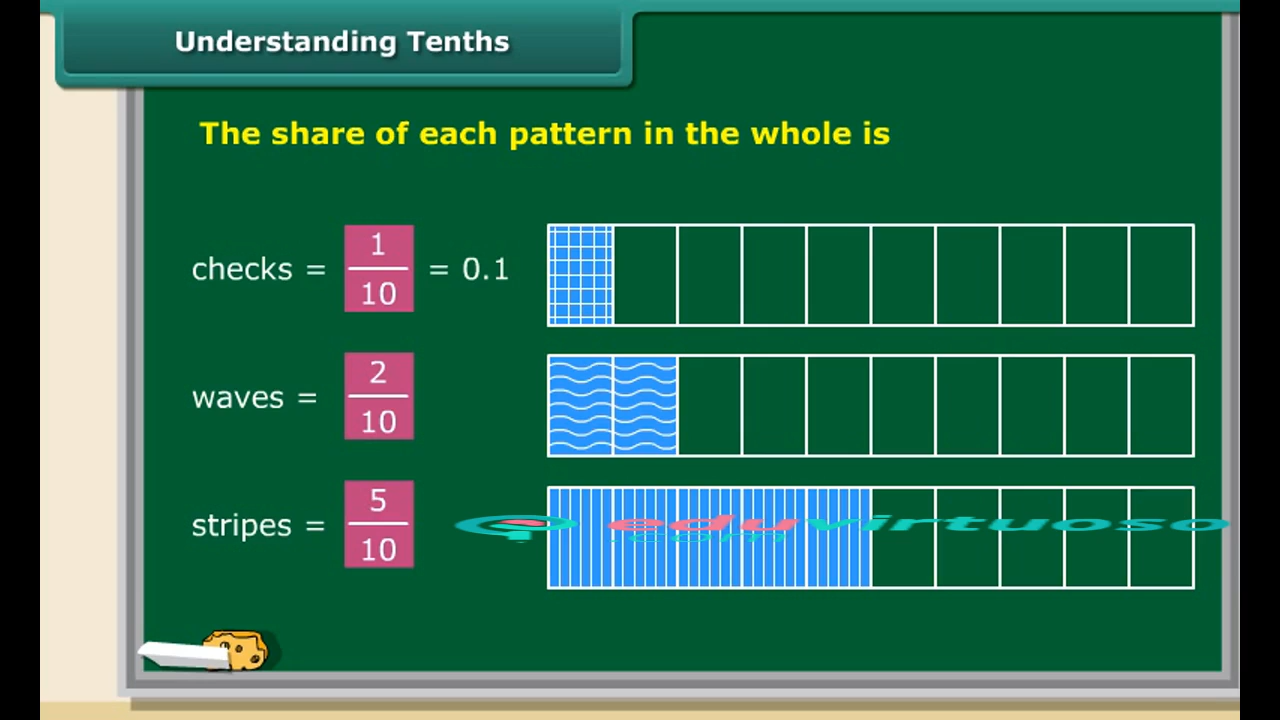 Understanding Tenths
The share of each pattern in the whole is
checks = 1/10 = 0.1
waves = 2/10
stripes = 5/10
eduvirtuoso
.com